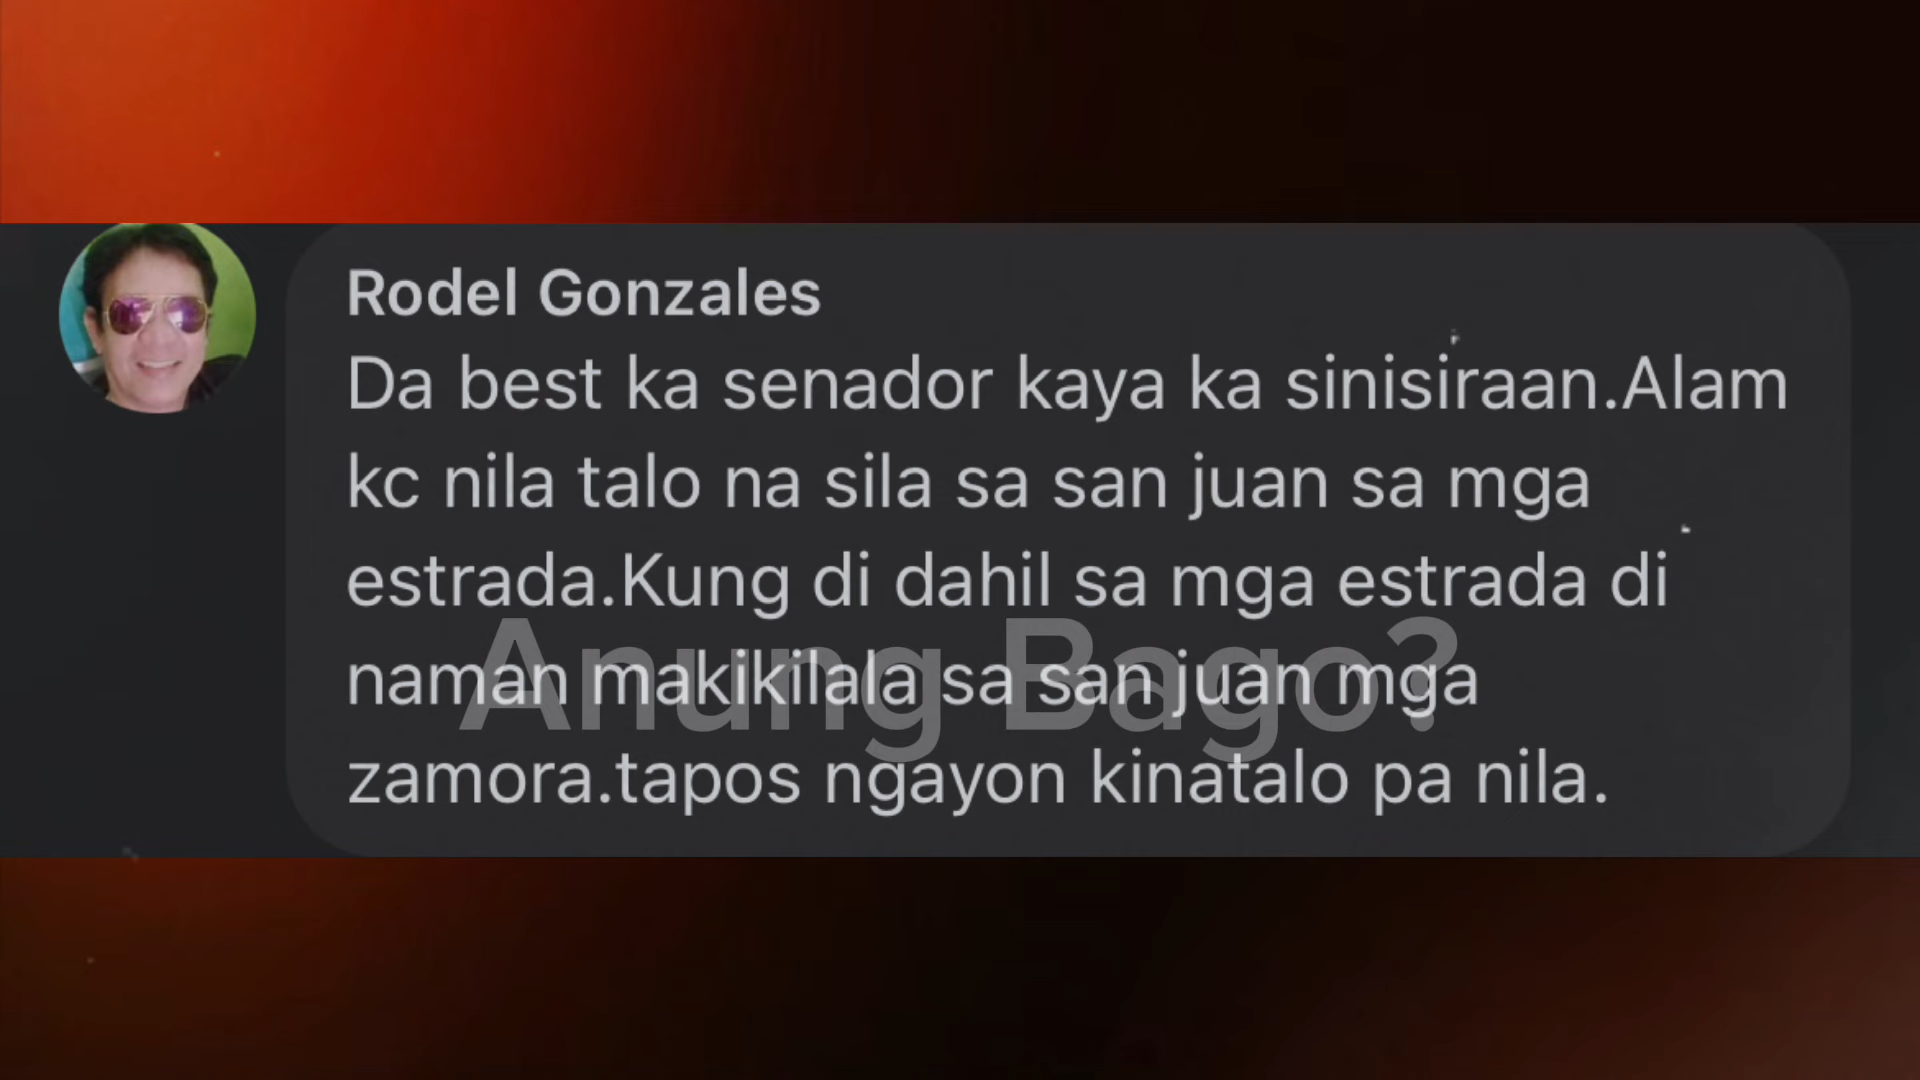 Rodel Gonzales
Da best ka senador kaya ka sinisiraan.Alam
kc nila talo na sila sa san juan sa mga
estrada.Kung di dahil sa mga estrada di
naman makikilala sa san juan mga
Anung Bago?
zamora.tapos ngayon kinatalo pa nila.